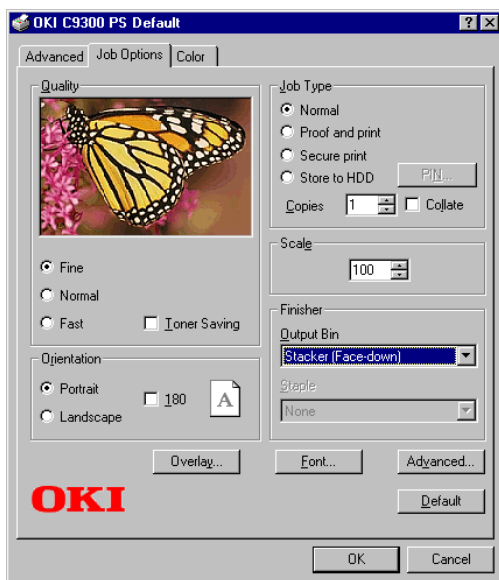 OKI C9300 PS Default
Advanced
Job Options
Color
Quality
Fine
Normal
Fast
Toner Saving
Orientation
Portrait
Landscape
180
A
Job Type
Normal
Proof and print
Secure print
Store to HDD
PIN...
Copies
1
Collate
Scale
100
Finisher
Output Bin
Stacker (Face-down)
Staple
None
Overlay...
Font...
Advanced...
OKI
Default
OK
Cancel